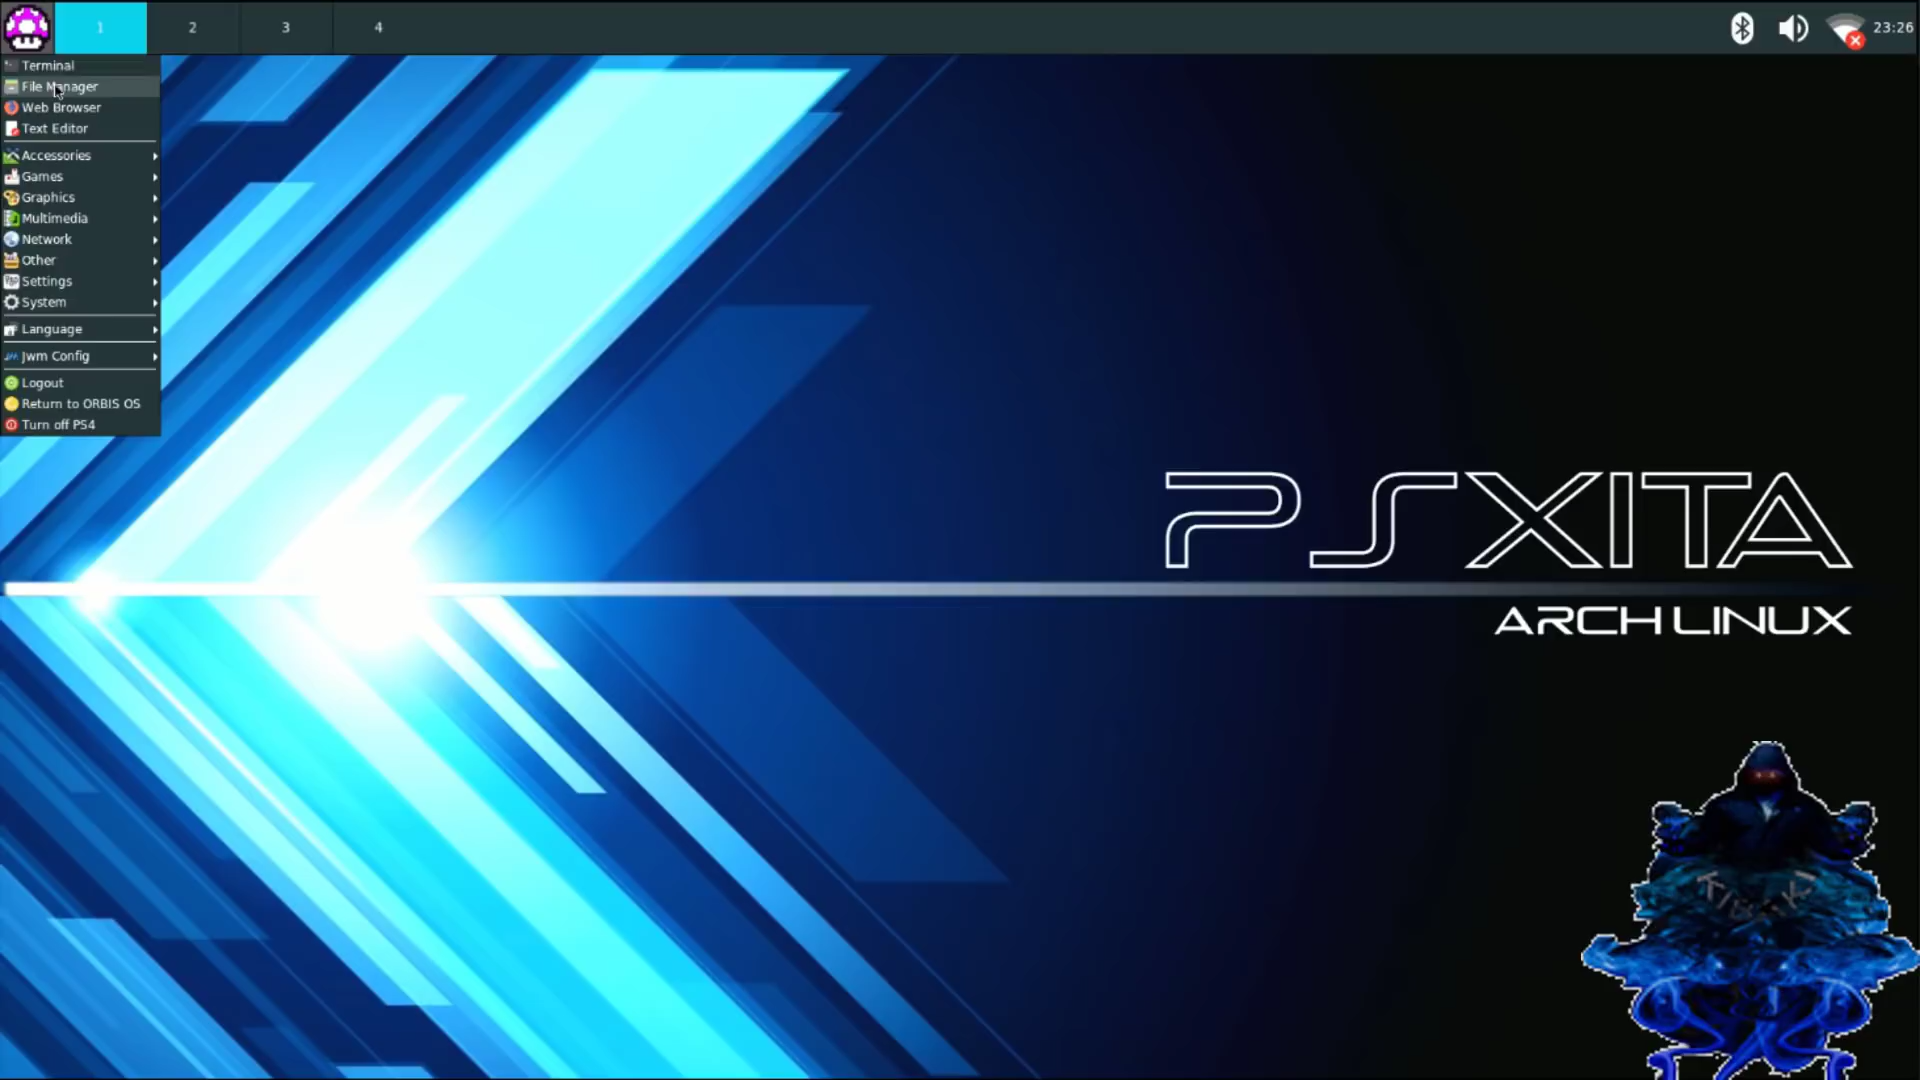 1 2 3 4 23:26
Terminal
File Manager
Web Browser
Text Editor
Accessories
Games
Graphics
Multimedia
Network
Other
Settings
System
Language
Jwm Config
Logout
Return to ORBIS OS
Turn off PS4
PSXITA
ARCH LINUX